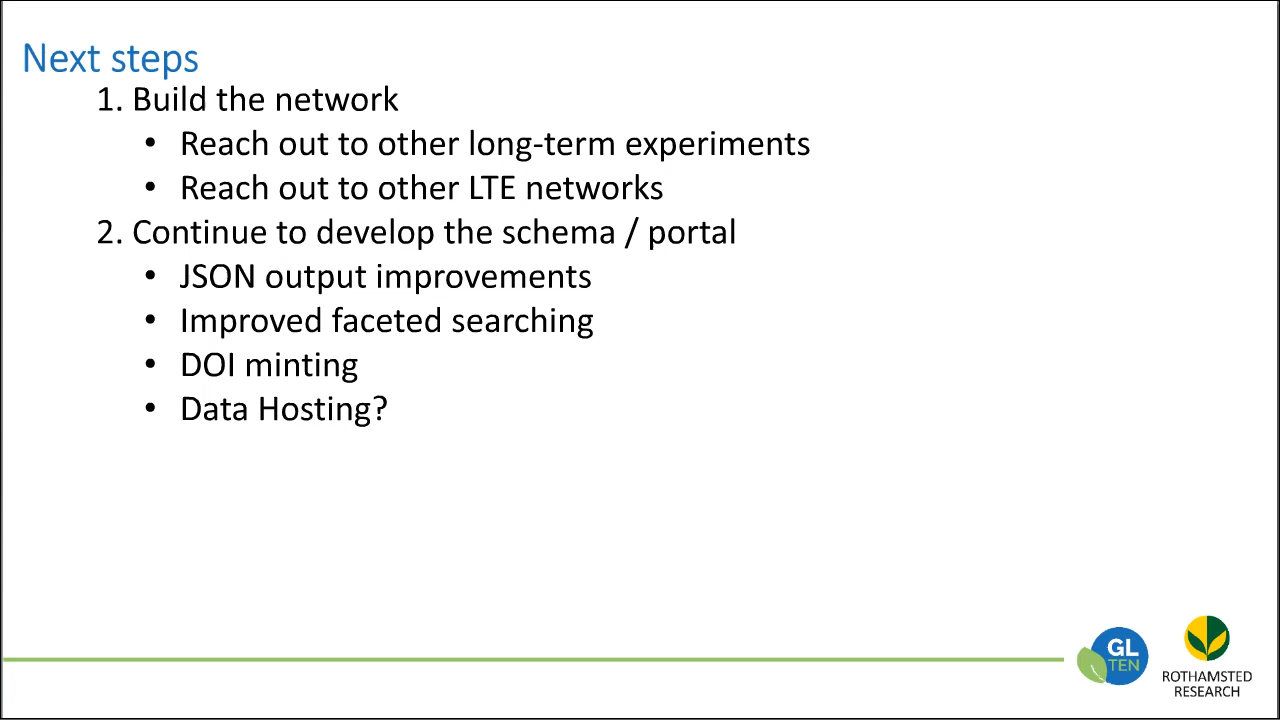 Next steps
1. Build the network
• Reach out to other long-term experiments
• Reach out to other LTE networks
2. Continue to develop the schema / portal
• JSON output improvements
• Improved faceted searching
• DOI minting
• Data Hosting?
GL
TEN
ROTHAMSTED
RESEARCH